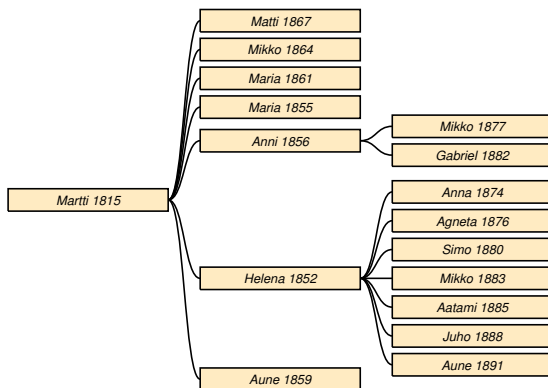 Matti 1867
Mikko 1864
Maria 1861
Maria 1855
Anni 1856
Mikko 1877
Gabriel 1882
Martti 1815
Anna 1874
Agneta 1876
Simo 1880
Helena 1852
Mikko 1883
Aatami 1885
Juho 1888
Aune 1891
Aune 1859